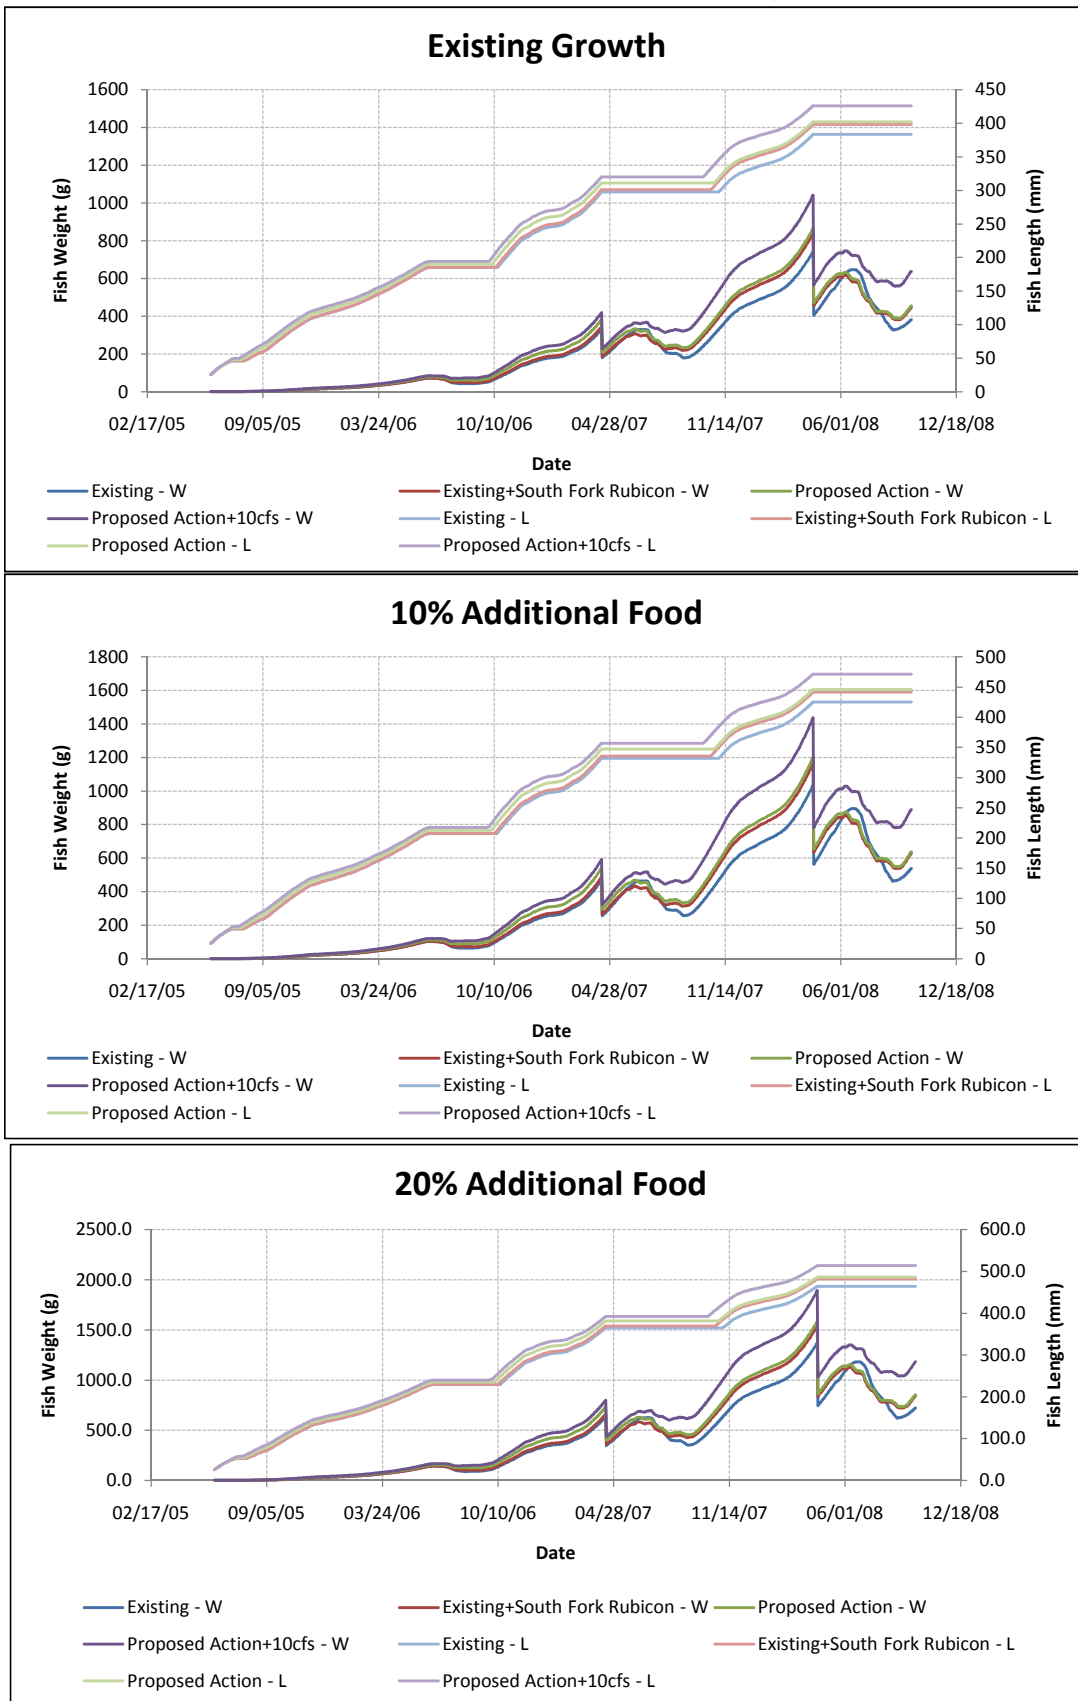 Existing Growth
1600
1400
1200
1000
800
600
400
200
0
Fish Weight (g)
450
400
350
300
250
200
150
100
50
0
Fish Length (mm)
02/17/05 09/05/05 03/24/06 10/10/06 04/28/07 11/14/07 06/01/08 12/18/08
Date
Existing - W Existing+South Fork Rubicon - W Proposed Action - W
Proposed Action+10cfs - W Existing - L Existing+South Fork Rubicon - L
Proposed Action - L Proposed Action+10cfs - L
10% Additional Food
1800
1600
1400
1200
1000
800
600
400
200
0
Fish Weight (g)
500
450
400
350
300
250
200
150
100
50
0
Fish Length (mm)
02/17/05 09/05/05 03/24/06 10/10/06 04/28/07 11/14/07 06/01/08 12/18/08
Date
Existing - W Existing+South Fork Rubicon - W Proposed Action - W
Proposed Action+10cfs - W Existing - L Existing+South Fork Rubicon - L
Proposed Action - L Proposed Action+10cfs - L
20% Additional Food
2500.0
2000.0
1500.0
1000.0
500.0
0.0
Fish Weight (g)
600.0
500.0
400.0
300.0
200.0
100.0
0.0
Fish Length (mm)
02/17/05 09/05/05 03/24/06 10/10/06 04/28/07 11/14/07 06/01/08 12/18/08
Date
Existing - W Existing+South Fork Rubicon - W Proposed Action - W
Proposed Action+10cfs - W Existing - L Existing+South Fork Rubicon - L
Proposed Action - L Proposed Action+10cfs - L